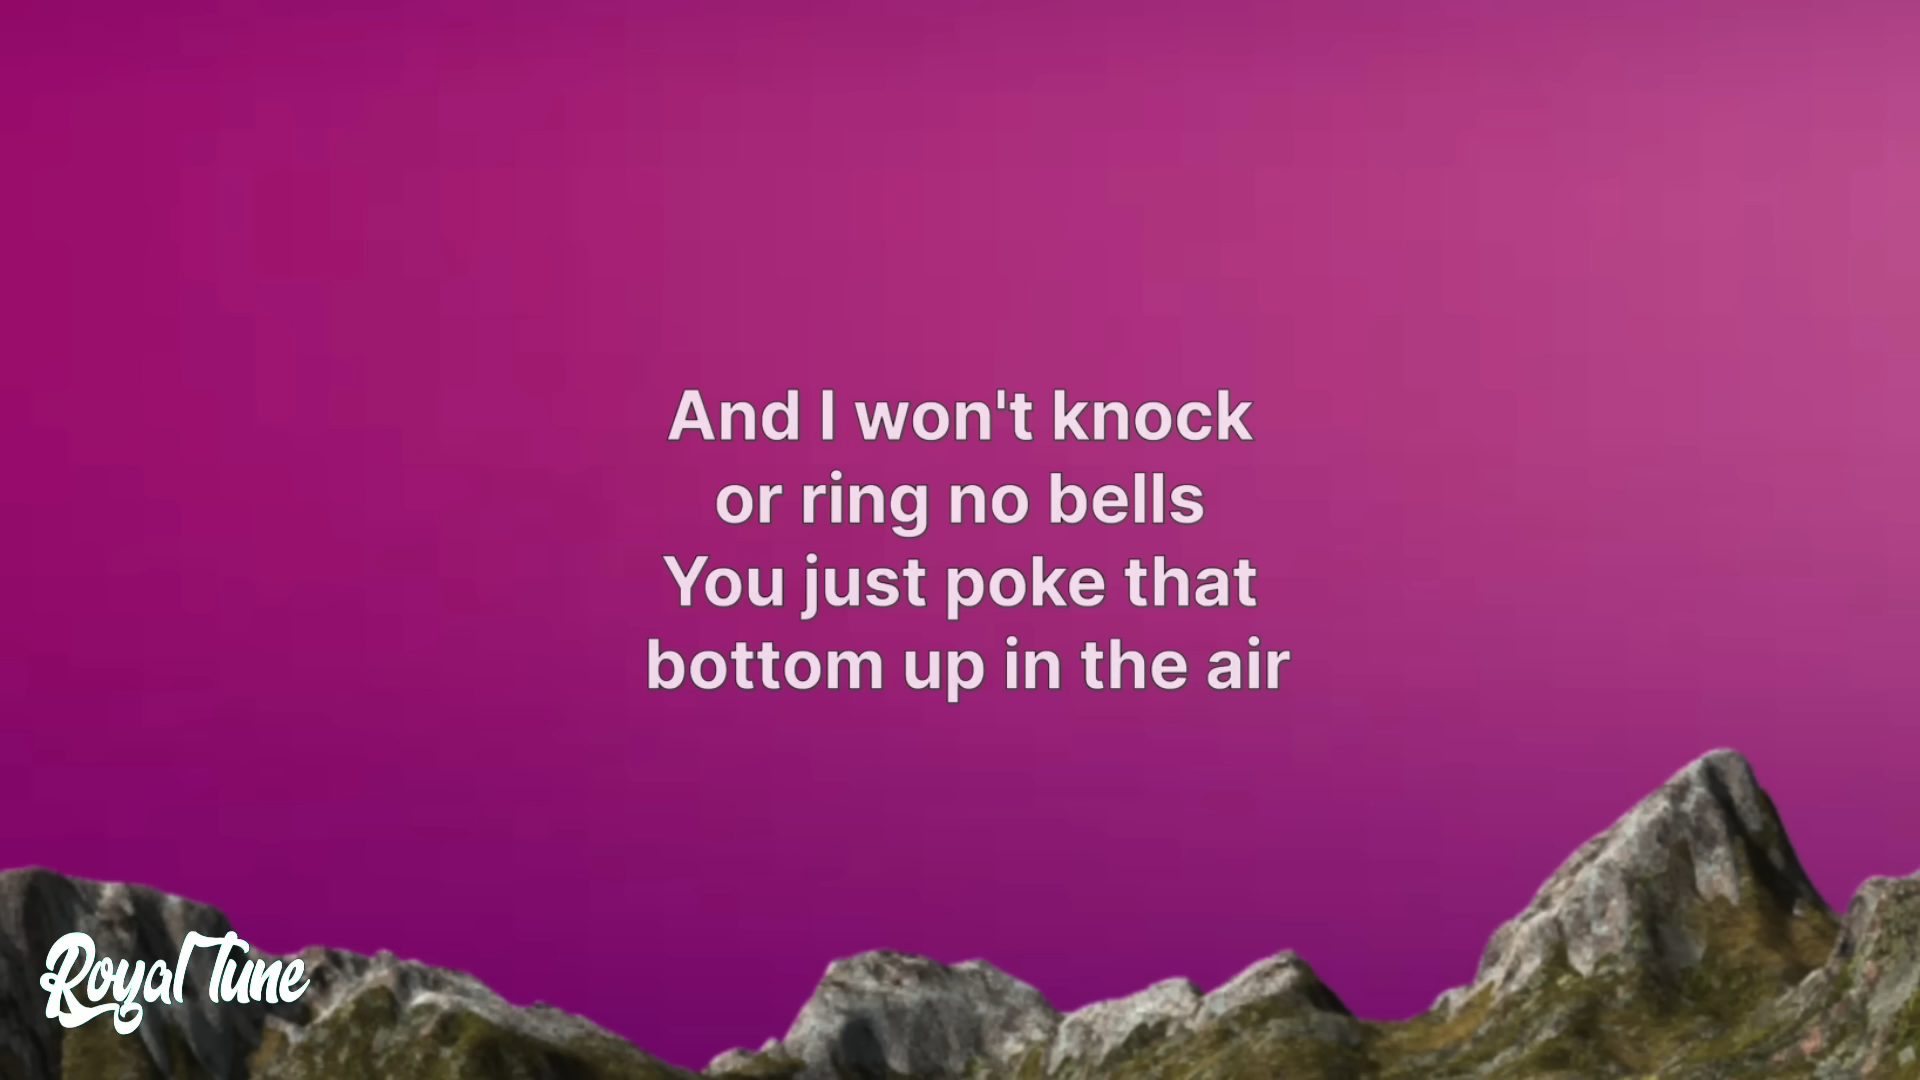 And I won't knock
or ring no bells
You just poke that
bottom up in the air
Royal Tune